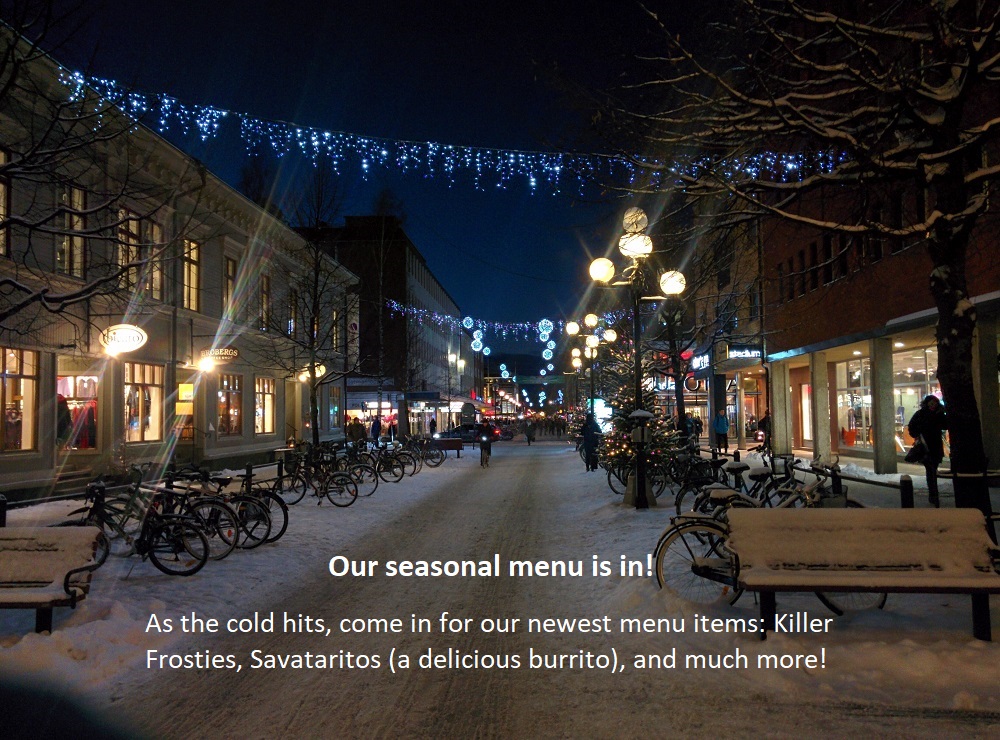 stadium
Our seasonal menu is in!
As the cold hits, come in for our newest menu items: Killer
Frosties, Savataritos (a delicious burrito), and much more!